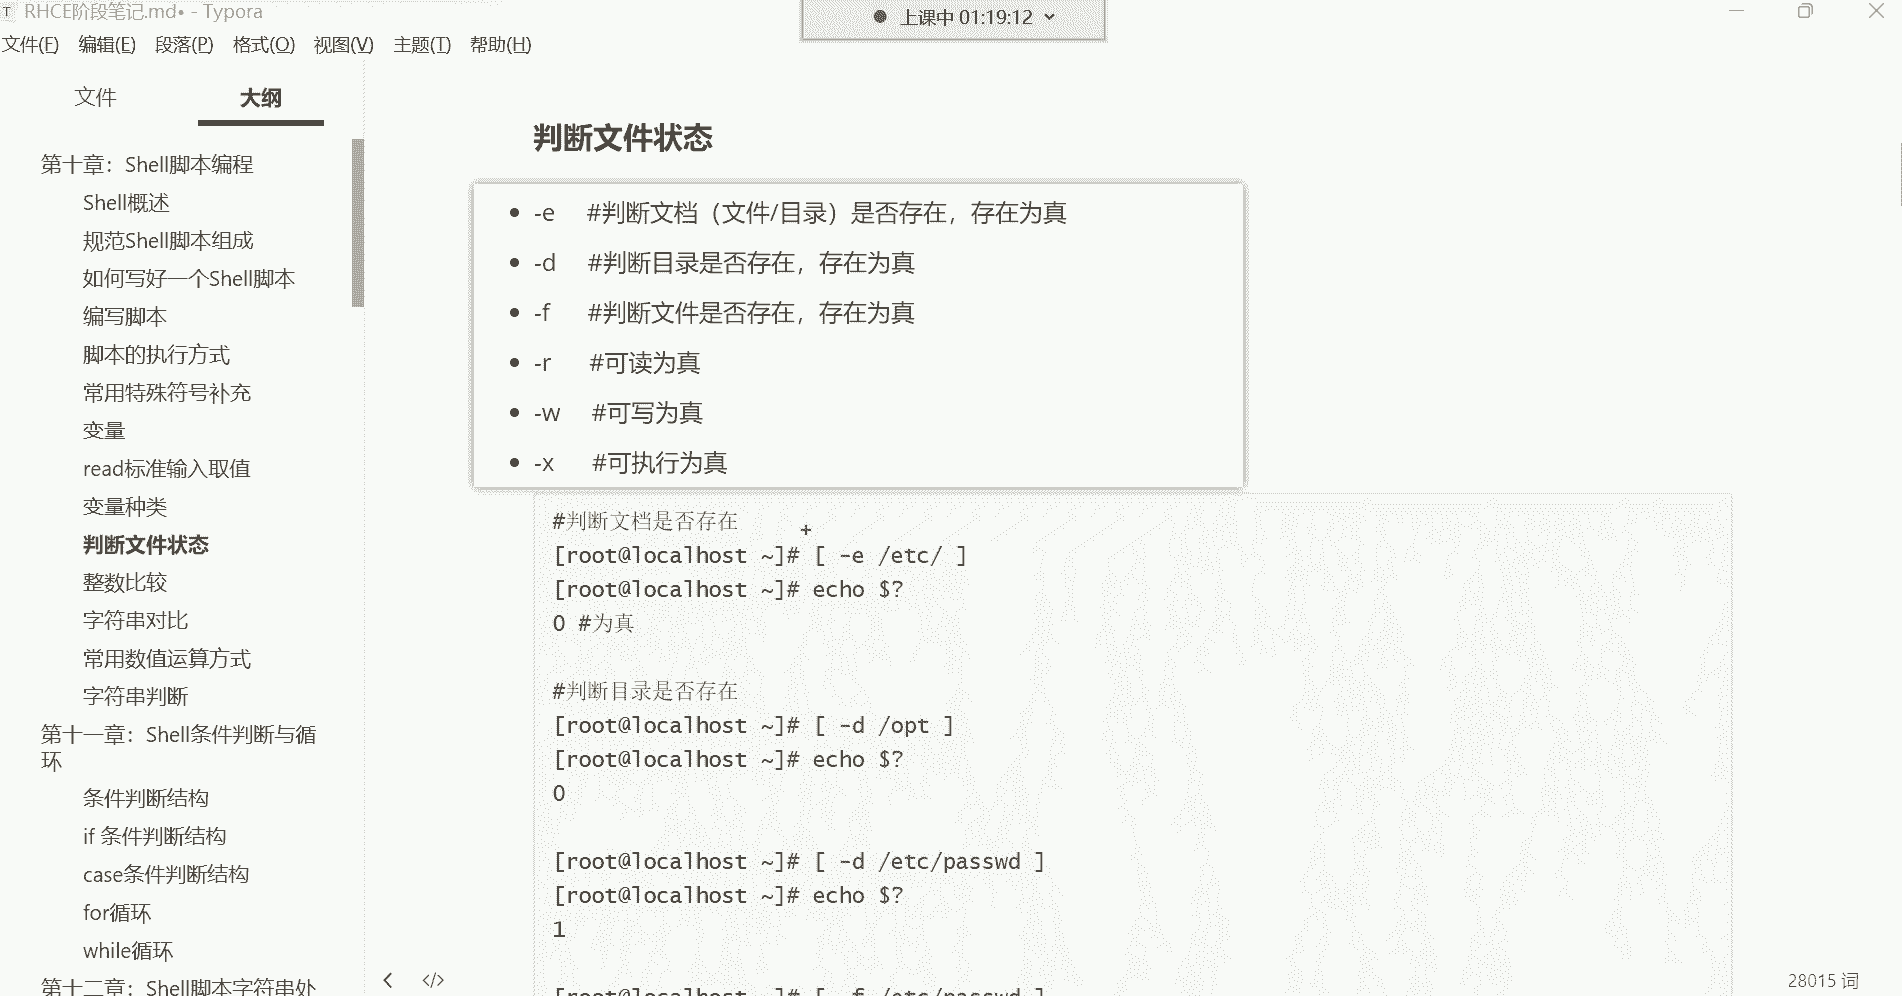 T RHCE阶段笔记.md• - Typora
上课中 01:19:12
文件(F) 编辑(E) 段落(P) 格式(O) 视图(V) 主题(T) 帮助(H)
文件 大纲
第十章：Shell脚本编程
Shell概述
规范Shell脚本组成
如何写好一个Shell脚本
编写脚本
脚本的执行方式
常用特殊符号补充
变量
read标准输入取值
变量种类
判断文件状态
整数比较
字符串对比
常用数值运算方式
字符串判断
第十一章：Shell条件判断与循
环
条件判断结构
if 条件判断结构
case条件判断结构
for循环
while循环
第十二章：Shell脚本字符串处
判断文件状态
• -e #判断文档（文件/目录）是否存在，存在为真
• -d #判断目录是否存在，存在为真
• -f #判断文件是否存在，存在为真
• -r #可读为真
• -w #可写为真
• -x #可执行为真
#判断文档是否存在
[root@localhost ~]# [ -e /etc/ ]
[root@localhost ~]# echo $?
0 #为真
#判断目录是否存在
[root@localhost ~]# [ -d /opt ]
[root@localhost ~]# echo $?
0
[root@localhost ~]# [ -d /etc/passwd ]
[root@localhost ~]# echo $?
1
[root@localhost ~]# [ -f /etc/passwd ]
28015 词